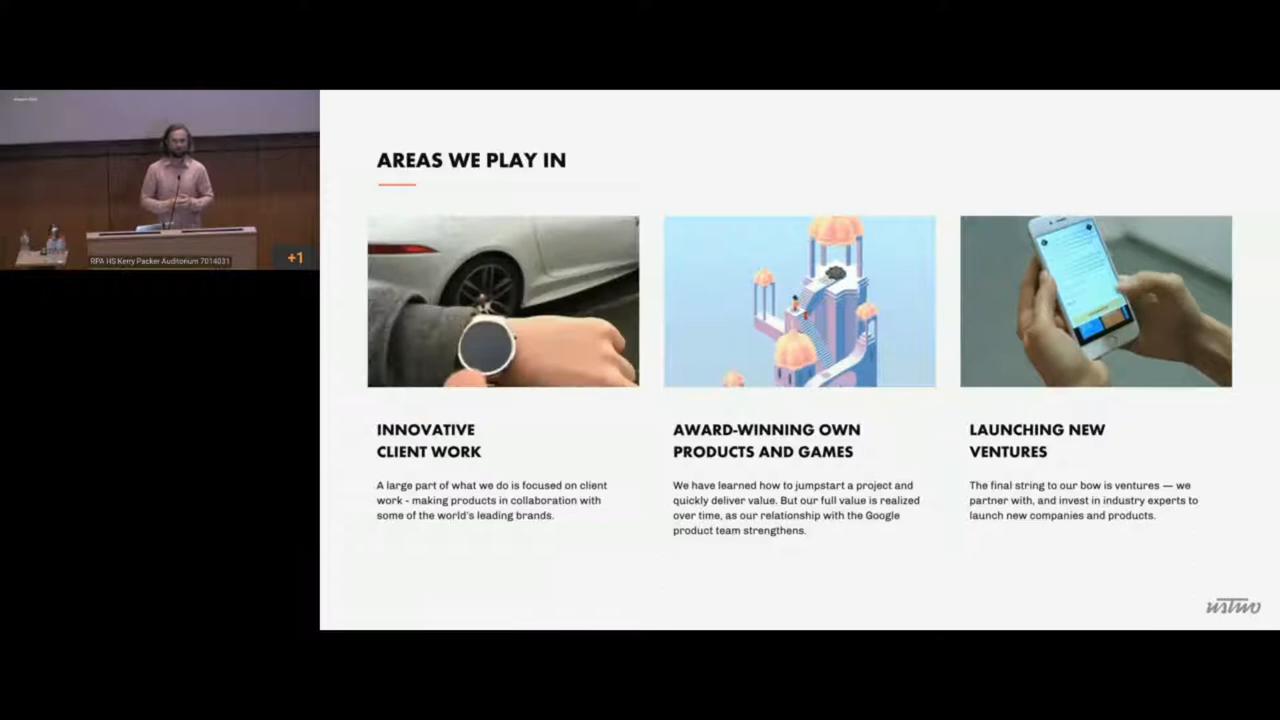 RPA HS Kerry Packer Auditorium 7014031
+1
AREAS WE PLAY IN
INNOVATIVE
CLIENT WORK
A large part of what we do is focused on client
work - making products in collaboration with
some of the world's leading brands.
AWARD-WINNING OWN
PRODUCTS AND GAMES
We have learned how to jumpstart a project and
quickly deliver value. But our full value is realized
over time, as our relationship with the Google
product team strengthens.
LAUNCHING NEW
VENTURES
The final string to our bow is ventures — we
partner with, and invest in industry experts to
launch new companies and products.
ustwo